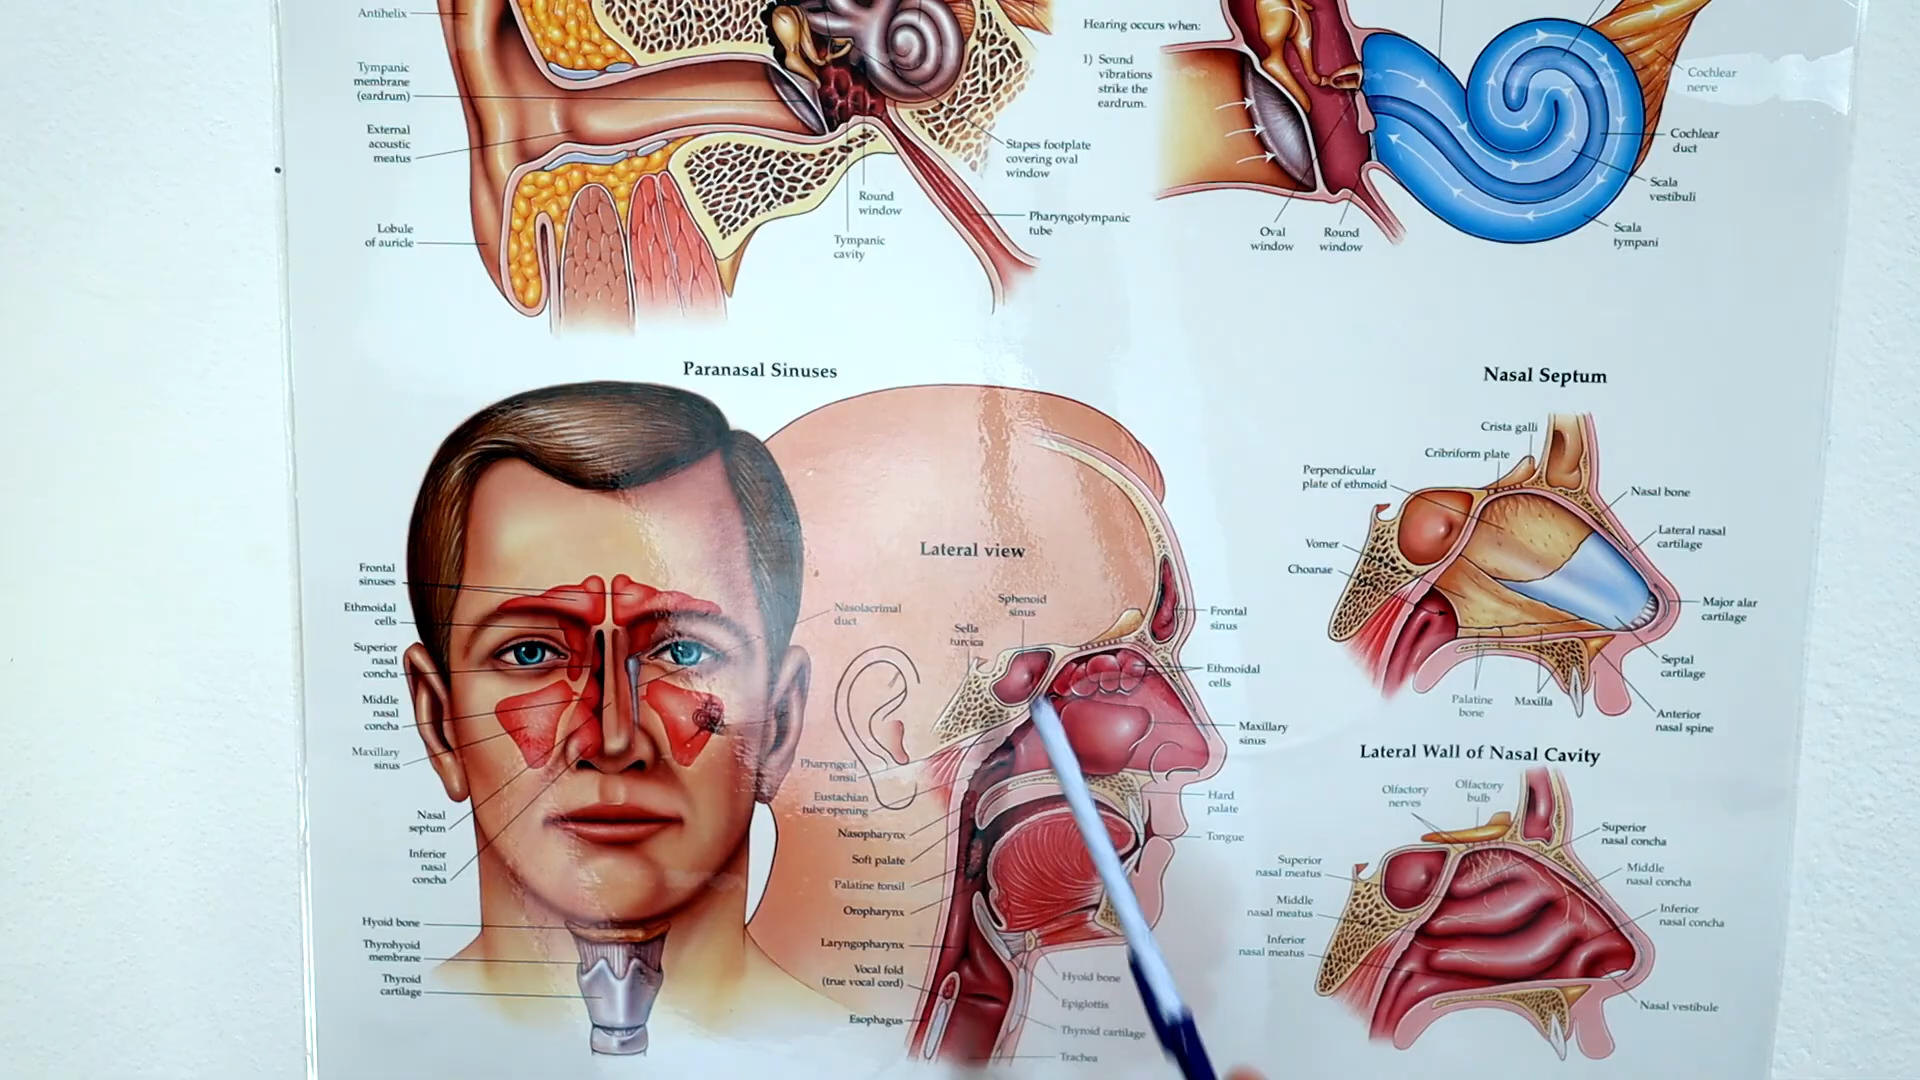 Antihelix
Tympanic
membrane
(eardrum)
External
acoustic
meatus
Lobule
of auricle
Round
window
Tympanic
cavity
Stapes footplate
covering oval
window
Pharyngotympanic
tube
Hearing occurs when:
1) Sound
vibrations
strike the
eardrum.
Oval
window
Round
window
Cochlear
nerve
Cochlear
duct
Scala
vestibuli
Scala
tympani
Paranasal Sinuses
Frontal
sinuses
Ethmoidal
cells
Superior
nasal
concha
Middle
nasal
concha
Maxillary
sinus
Nasal
septum
Inferior
nasal
concha
Hyoid bone
Thyrohyoid
membrane
Thyroid
cartilage
Nasolacrimal
duct
Lateral view
Sphenoid
sinus
Sella
turcica
Frontal
sinus
Ethmoidal
cells
Maxillary
sinus
Hard
palate
Tongue
Pharyngeal
tonsil
Eustachian
tube opening
Nasopharynx
Soft palate
Palatine tonsil
Oropharynx
Laryngopharynx
Vocal fold
(true vocal cord)
Esophagus
Hyoid bone
Epiglottis
Thyroid cartilage
Trachea
Nasal Septum
Crista galli
Cribriform plate
Perpendicular
plate of ethmoid
Vomer
Choanae
Nasal bone
Lateral nasal
cartilage
Major alar
cartilage
Septal
cartilage
Anterior
nasal spine
Palatine
bone
Maxilla
Lateral Wall of Nasal Cavity
Olfactory
nerves
Olfactory
bulb
Superior
nasal concha
Middle
nasal concha
Inferior
nasal concha
Superior
nasal meatus
Middle
nasal meatus
Inferior
nasal meatus
Nasal vestibule